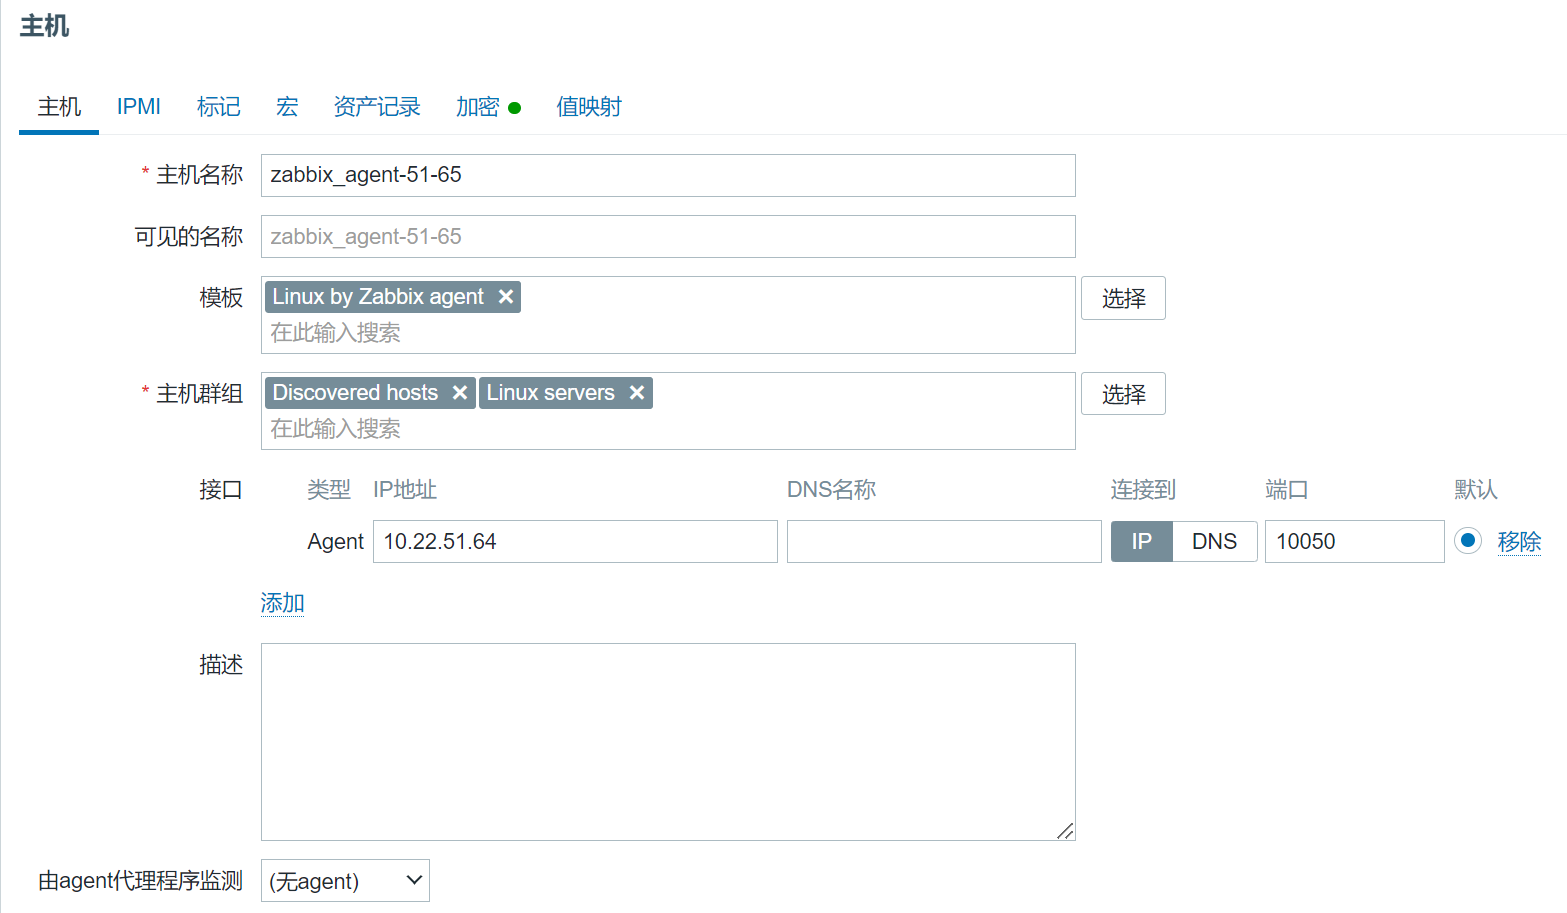 主机
主机 IPMI 标记 宏 资产记录 加密 值映射
* 主机名称 zabbix_agent-51-65
可见的名称 zabbix_agent-51-65
模板 Linux by Zabbix agent 选择
在此输入搜索
* 主机群组 Discovered hosts Linux servers 选择
在此输入搜索
接口 类型 IP地址 DNS名称 连接到 端口 默认
Agent 10.22.51.64 IP DNS 10050 移除
添加
描述
由agent代理程序监测 (无agent)